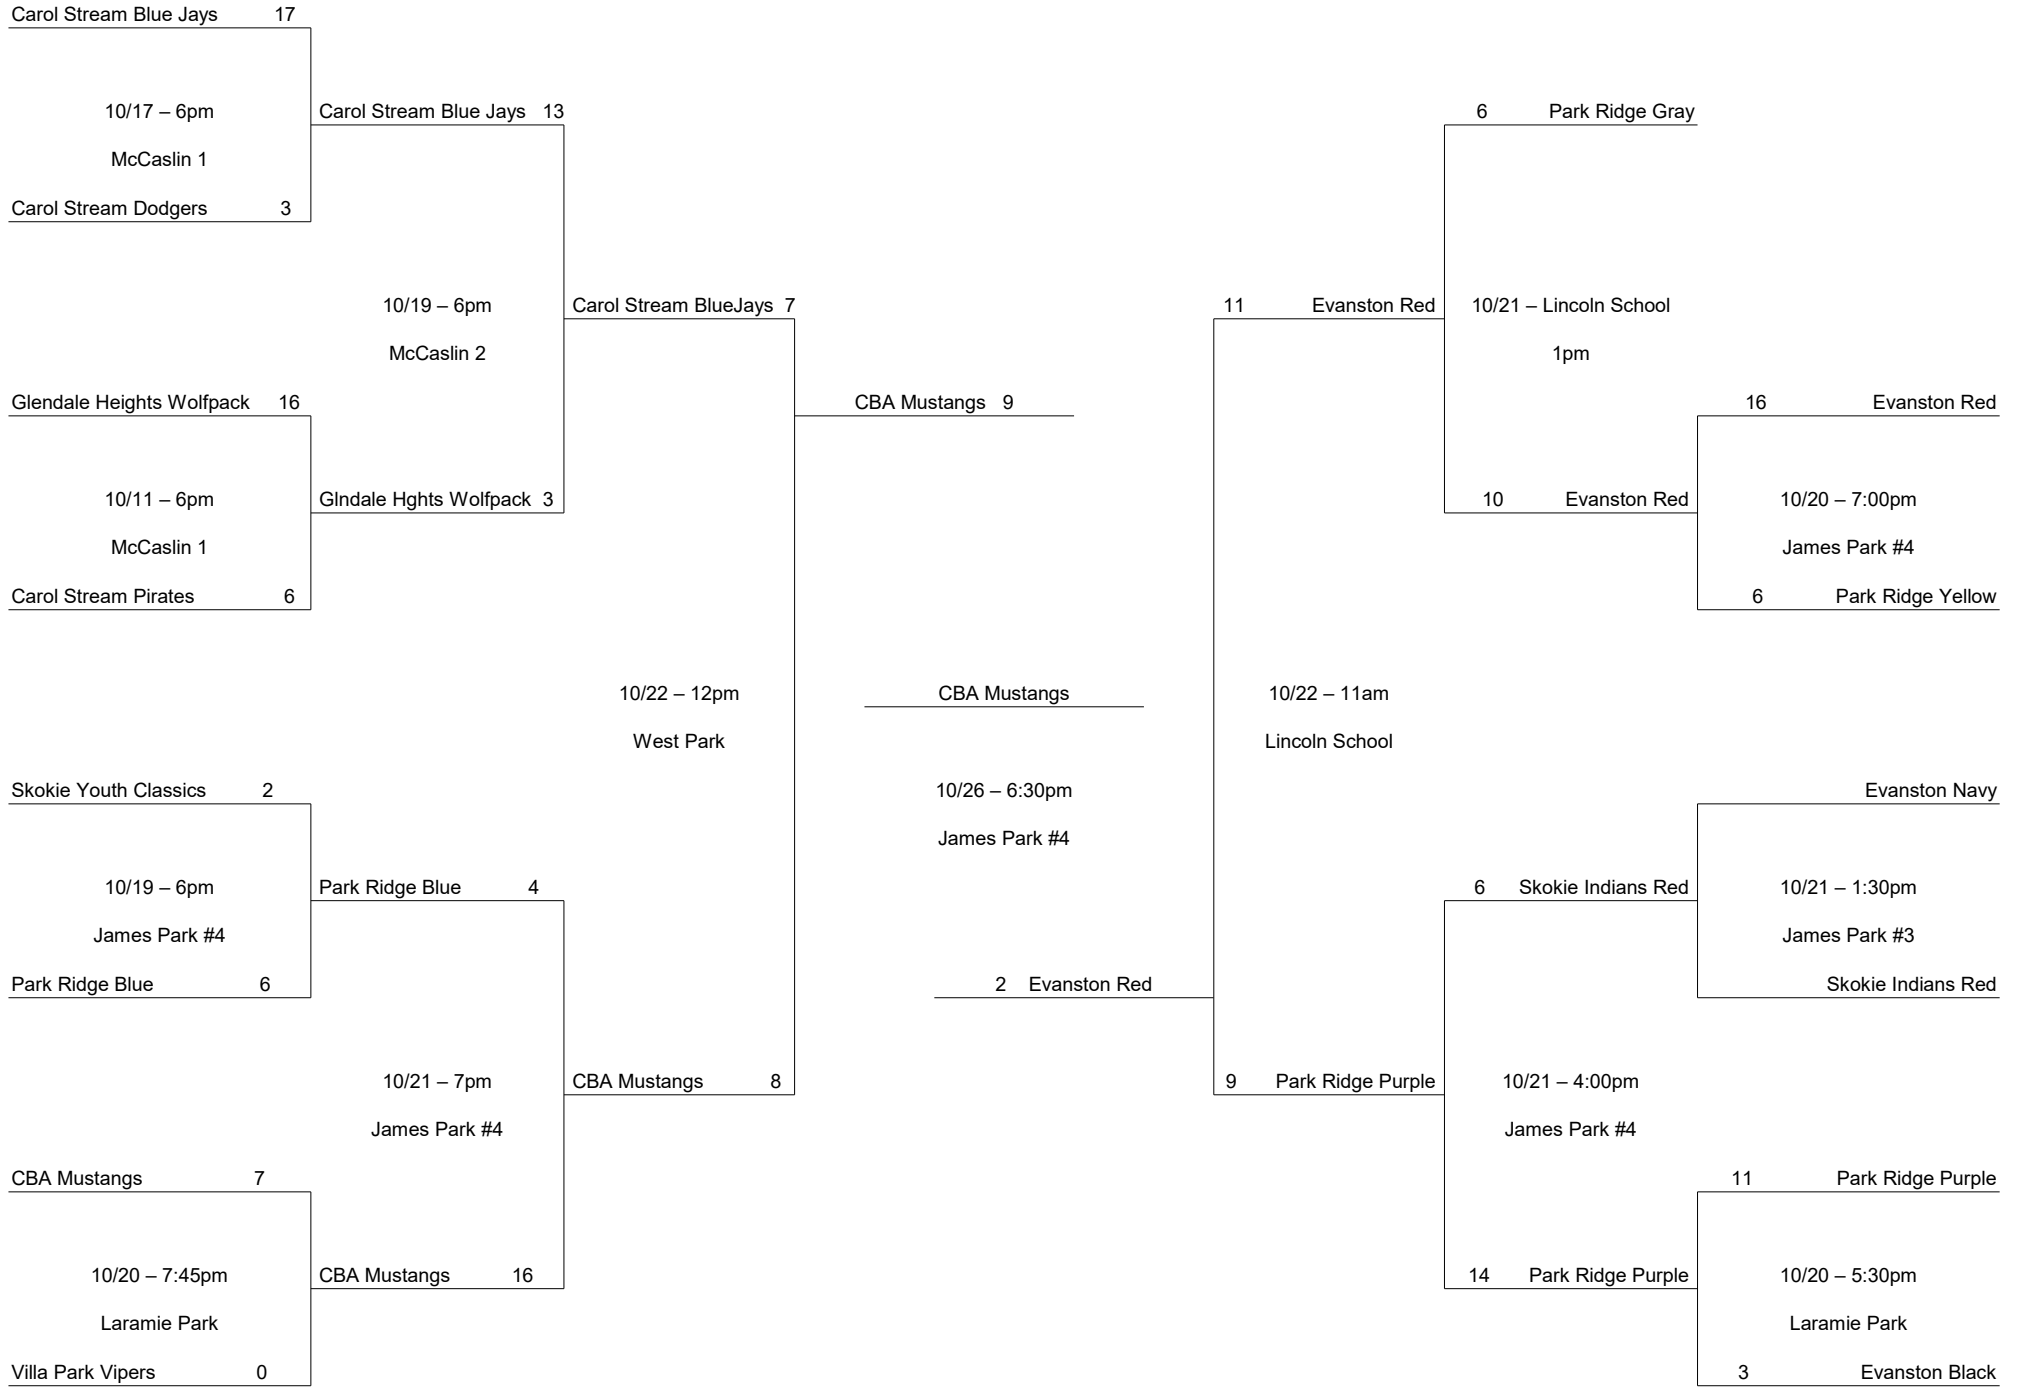 Carol Stream Blue Jays 17
10/17 – 6pm
McCaslin 1
Carol Stream Dodgers 3
Carol Stream Blue Jays 13
10/19 – 6pm
McCaslin 2
Glendale Heights Wolfpack 16
10/11 – 6pm
McCaslin 1
Carol Stream Pirates 6
Glndale Hghts Wolfpack 3
Carol Stream BlueJays 7
10/22 – 12pm
West Park
Skokie Youth Classics 2
10/19 – 6pm
James Park #4
Park Ridge Blue 6
Park Ridge Blue 4
10/21 – 7pm
James Park #4
CBA Mustangs 7
10/20 – 7:45pm
Laramie Park
Villa Park Vipers 0
CBA Mustangs 16
CBA Mustangs 8
CBA Mustangs 9
CBA Mustangs
10/26 – 6:30pm
James Park #4
2 Evanston Red
11 Evanston Red
10/22 – 11am
Lincoln School
9 Park Ridge Purple
6 Park Ridge Gray
10/21 – Lincoln School
1pm
10 Evanston Red
16 Evanston Red
10/20 – 7:00pm
James Park #4
6 Park Ridge Yellow
Evanston Navy
10/21 – 1:30pm
James Park #3
Skokie Indians Red
6 Skokie Indians Red
10/21 – 4:00pm
James Park #4
14 Park Ridge Purple
11 Park Ridge Purple
10/20 – 5:30pm
Laramie Park
3 Evanston Black